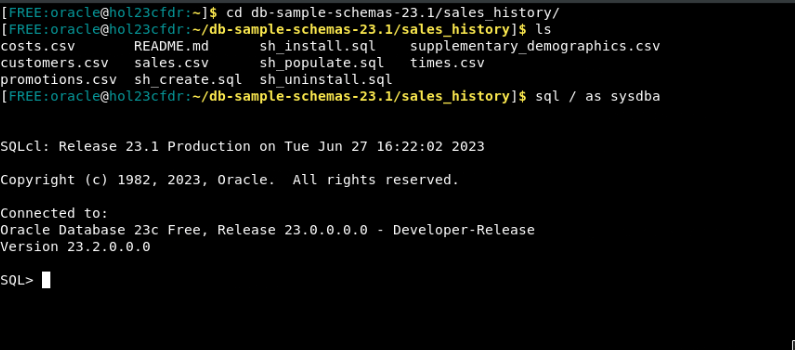 [FREE:oracle@hol23cfdr:~]$ cd db-sample-schemas-23.1/sales_history/
[FREE:oracle@hol23cfdr:~/db-sample-schemas-23.1/sales_history]$ ls
costs.csv       README.md      sh_install.sql    supplementary_demographics.csv
customers.csv   sales.csv      sh_populate.sql   times.csv
promotions.csv  sh_create.sql  sh_uninstall.sql
[FREE:oracle@hol23cfdr:~/db-sample-schemas-23.1/sales_history]$ sql / as sysdba
SQLcl: Release 23.1 Production on Tue Jun 27 16:22:02 2023
Copyright (c) 1982, 2023, Oracle.  All rights reserved.
Connected to:
Oracle Database 23c Free, Release 23.0.0.0.0 - Developer-Release
Version 23.2.0.0.0
SQL>